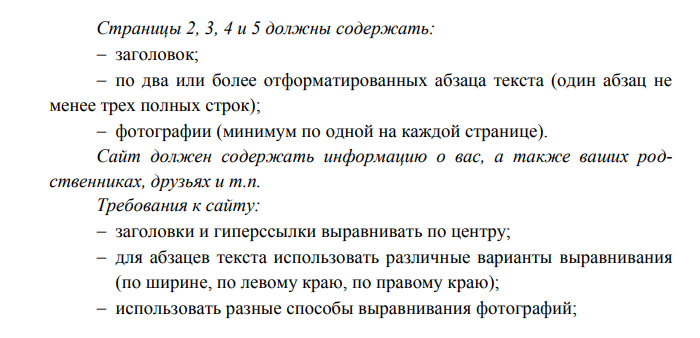 Страницы 2, 3, 4 и 5 должны содержать:
– заголовок;
– по два или более отформатированных абзаца текста (один абзац не
менее трех полных строк);
– фотографии (минимум по одной на каждой странице).
Сайт должен содержать информацию о вас, а также ваших род-
ственниках, друзьях и т.п.
Требования к сайту:
– заголовки и гиперссылки выравнивать по центру;
– для абзацев текста использовать различные варианты выравнивания
(по ширине, по левому краю, по правому краю);
– использовать разные способы выравнивания фотографий;